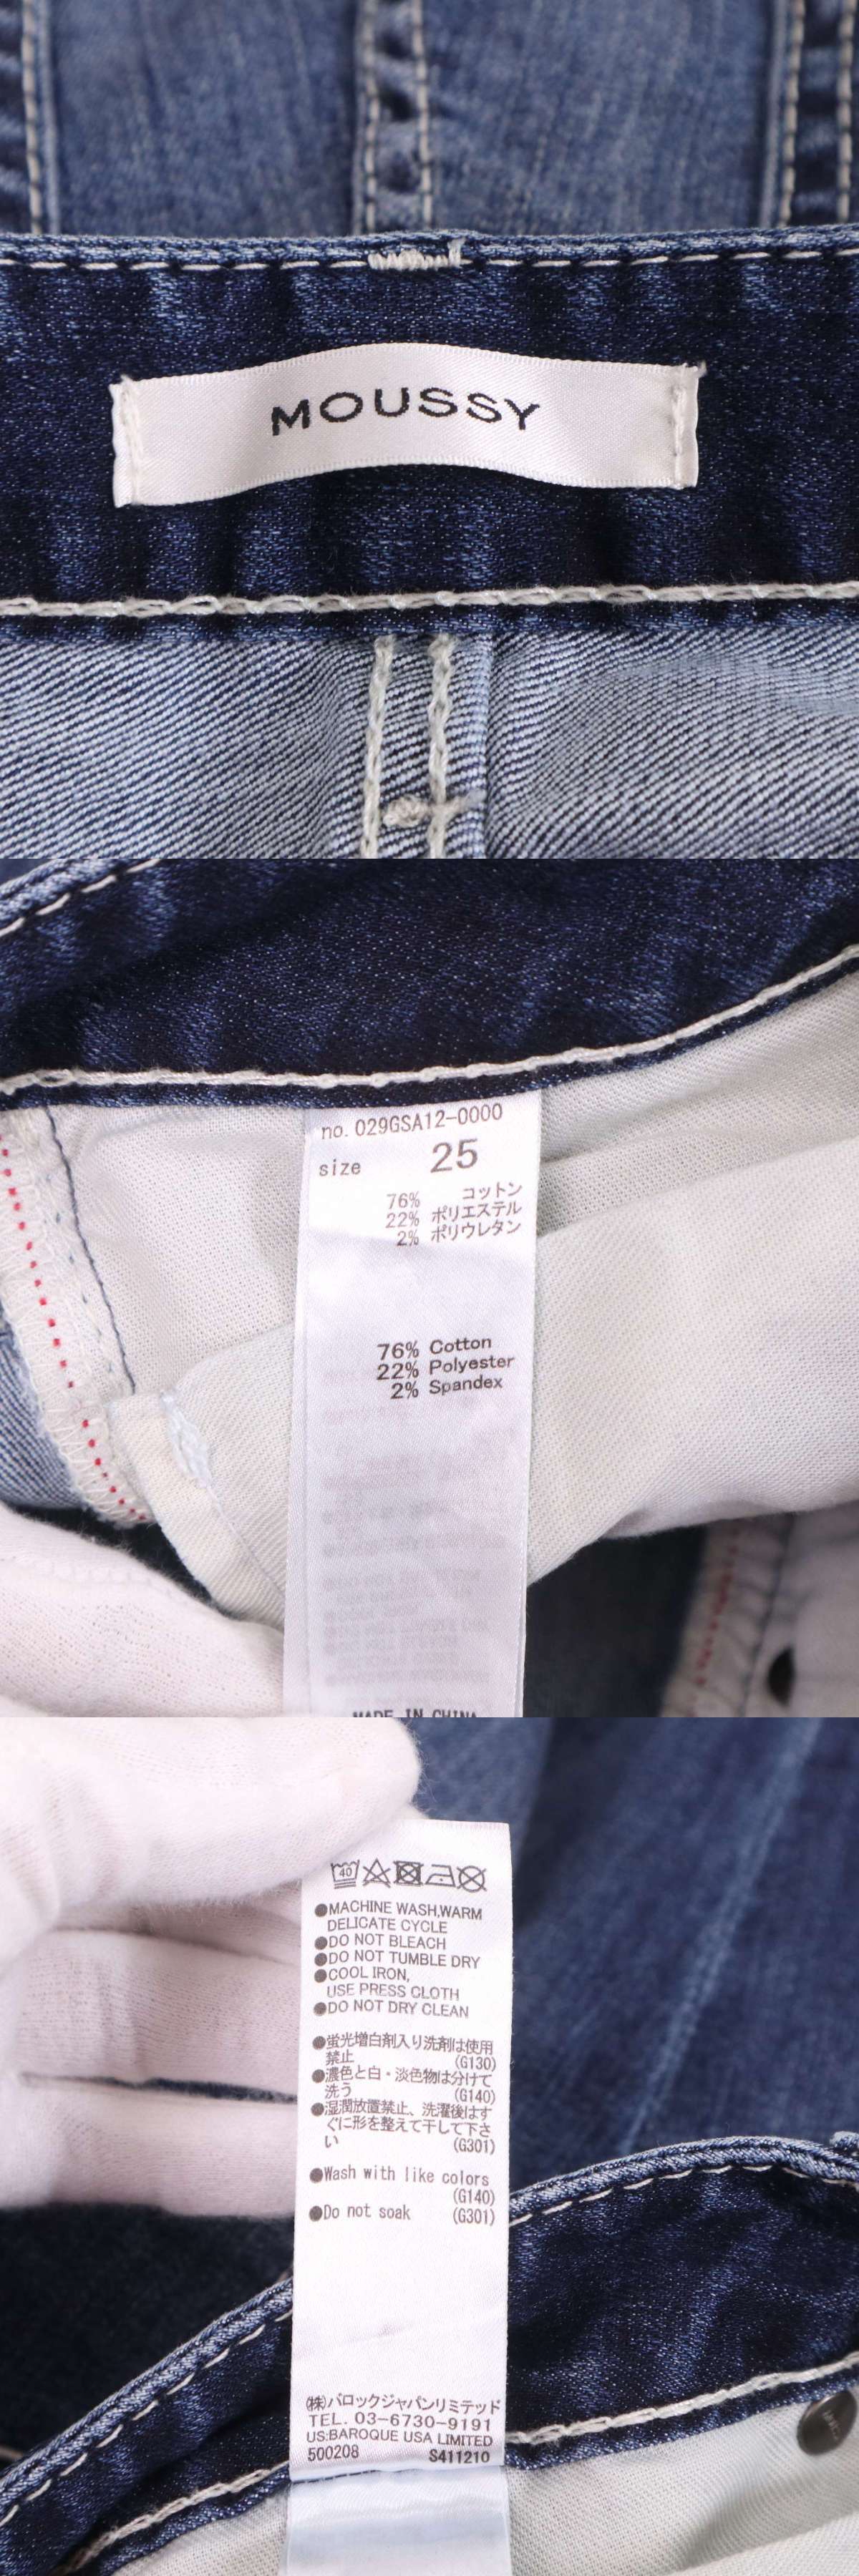 MOUSSY
no. 029GSA12-0000
size 25
76% コットン
22% ポリエステル
2% ポリウレタン
76% Cotton
22% Polyester
2% Spandex
MADE IN CHINA
40
●MACHINE WASH,WARM
DELICATE CYCLE
●DO NOT BLEACH
●DO NOT TUMBLE DRY
●COOL IRON,
USE PRESS CLOTH
●DO NOT DRY CLEAN
●蛍光増白剤入り洗剤は使用
禁止 (G130)
●濃色と白・淡色物は分けて
洗う (G140)
●湿潤放置禁止、洗濯後はす
ぐに形を整えて干して下さ
い (G301)
●Wash with like colors
(G140)
●Do not soak (G301)
(株)バロックジャパンリミテッド
TEL. 03-6730-9191
US:BAROQUE USA LIMITED
500208 S411210